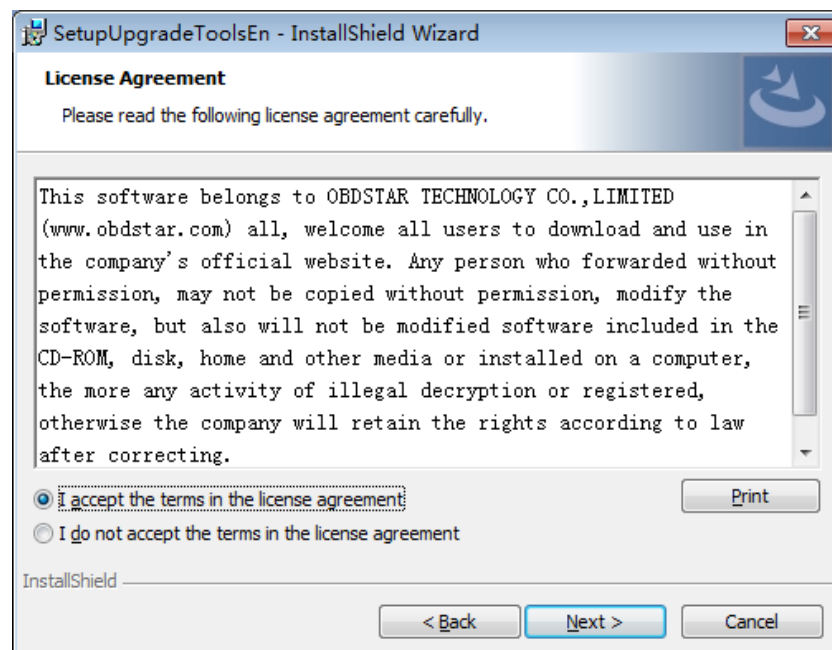 SetupUpgradeToolsEn - InstallShield Wizard
License Agreement
Please read the following license agreement carefully.
This software belongs to OBDSTAR TECHNOLOGY CO.,LIMITED
(www.obdstar.com) all, welcome all users to download and use in
the company's official website. Any person who forwarded without
permission, may not be copied without permission, modify the
software, but also will not be modified software included in the
CD-ROM, disk, home and other media or installed on a computer,
the more any activity of illegal decryption or registered,
otherwise the company will retain the rights according to law
after correcting.
I accept the terms in the license agreement
Print
I do not accept the terms in the license agreement
InstallShield
< Back
Next >
Cancel